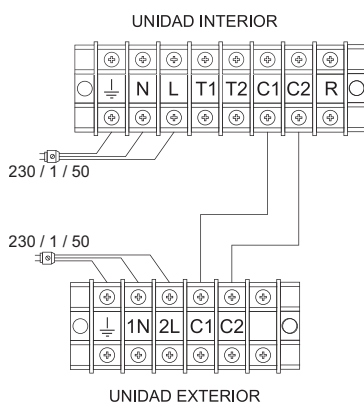 UNIDAD INTERIOR
N L T1 T2 C1 C2 R
230 / 1 / 50
230 / 1 / 50
1N 2L C1 C2
UNIDAD EXTERIOR